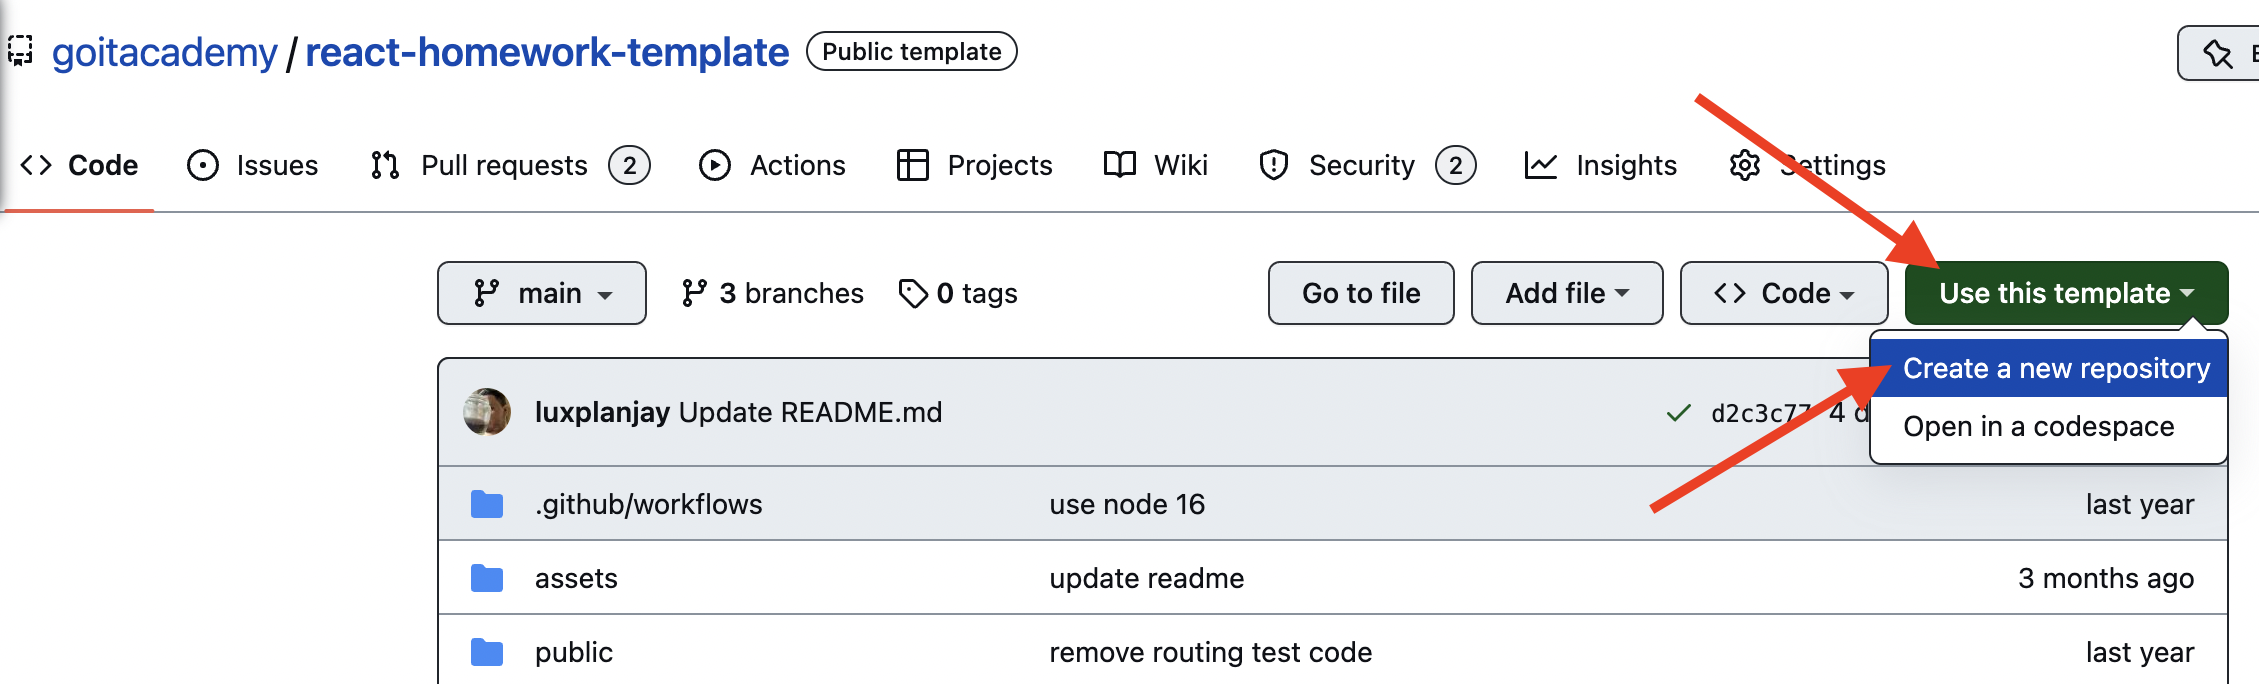 goitacademy / react-homework-template Public template
Code Issues Pull requests 2 Actions Projects Wiki Security 2 Insights Settings
main 3 branches 0 tags Go to file Add file Code Use this template
Create a new repository
luxplanjay Update README.md d2c3c77 4 d
Open in a codespace
.github/workflows use node 16 last year
assets update readme 3 months ago
public remove routing test code last year